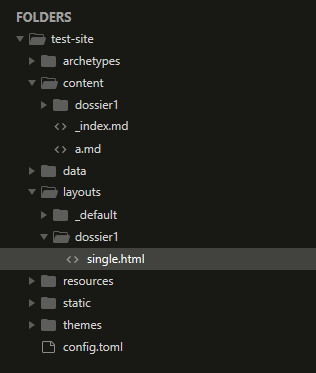 FOLDERS
test-site
archetypes
content
dossier1
_index.md
a.md
data
layouts
_default
dossier1
single.html
resources
static
themes
config.toml